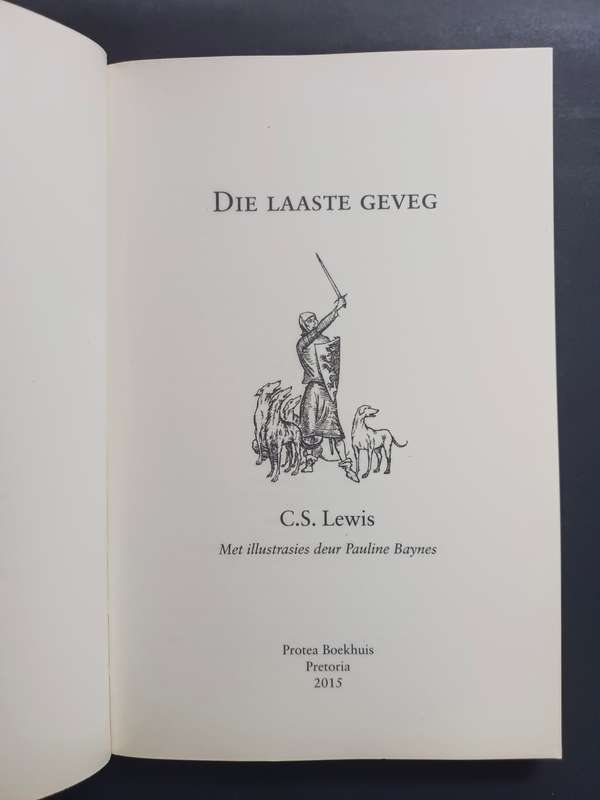 DIE LAASTE GEVEG
C.S. Lewis
Met illustrasies deur Pauline Baynes
Protea Boekhuis
Pretoria
2015